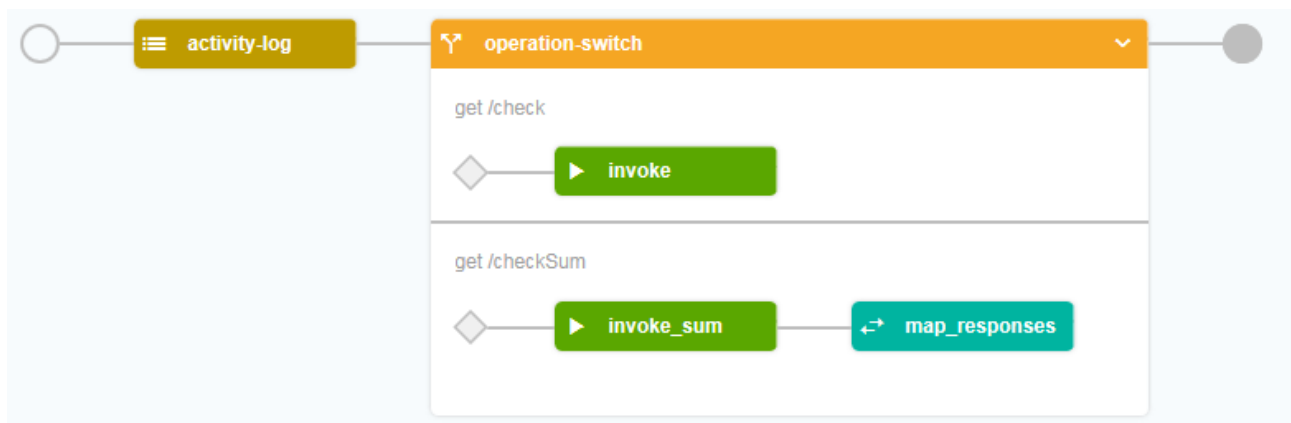 activity-log
operation-switch
get /check
invoke
get /checkSum
invoke_sum
map_responses